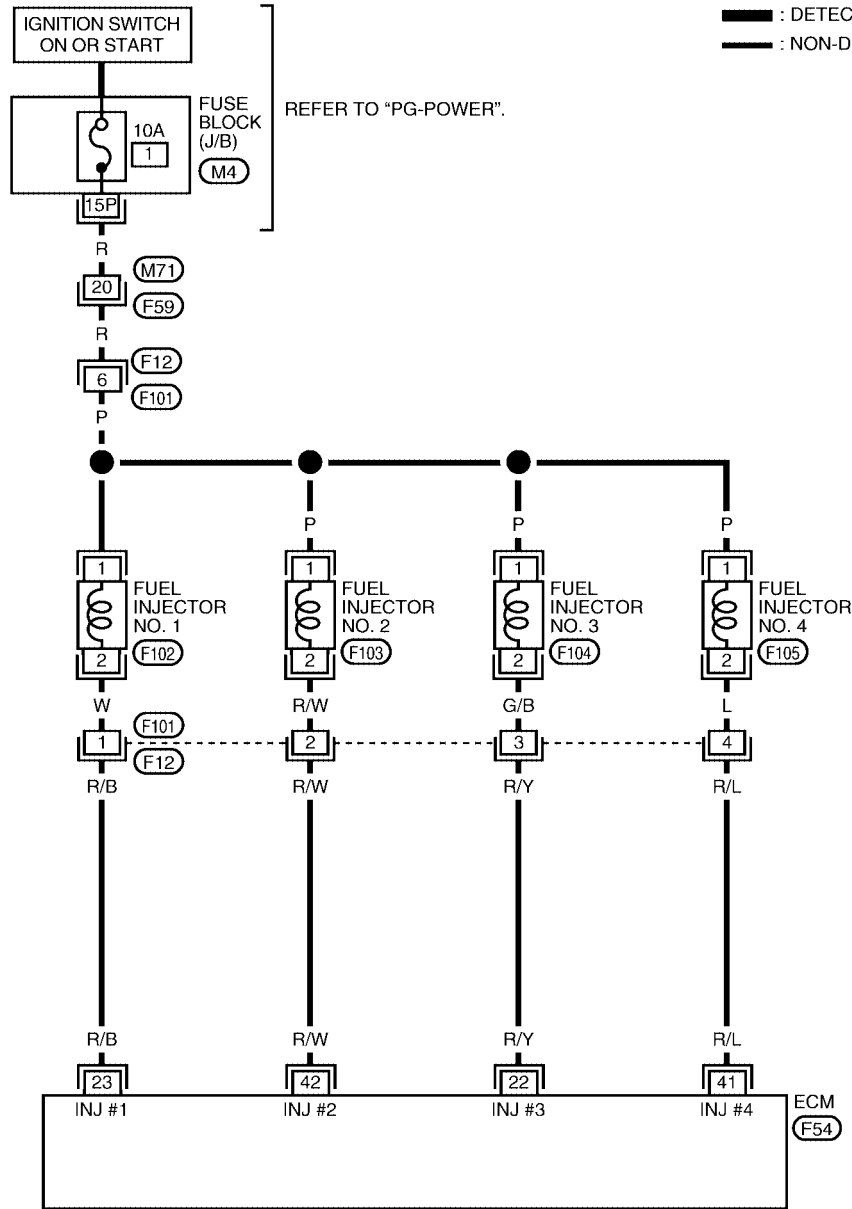 IGNITION SWITCH
ON OR START
: DETEC
: NON-D
FUSE
BLOCK
(J/B)
M4
REFER TO “PG-POWER”.
10A
1
15P
R
20
M71
F59
R
6
F12
F101
P
P P P
1 1 1 1
FUEL
INJECTOR
NO. 1
F102
FUEL
INJECTOR
NO. 2
F103
FUEL
INJECTOR
NO. 3
F104
FUEL
INJECTOR
NO. 4
F105
2 2 2 2
W R/W G/B L
F101
1 2 3 4
F12
R/B R/W R/Y R/L
R/B R/W R/Y R/L
23 42 22 41
INJ #1 INJ #2 INJ #3 INJ #4
ECM
F54